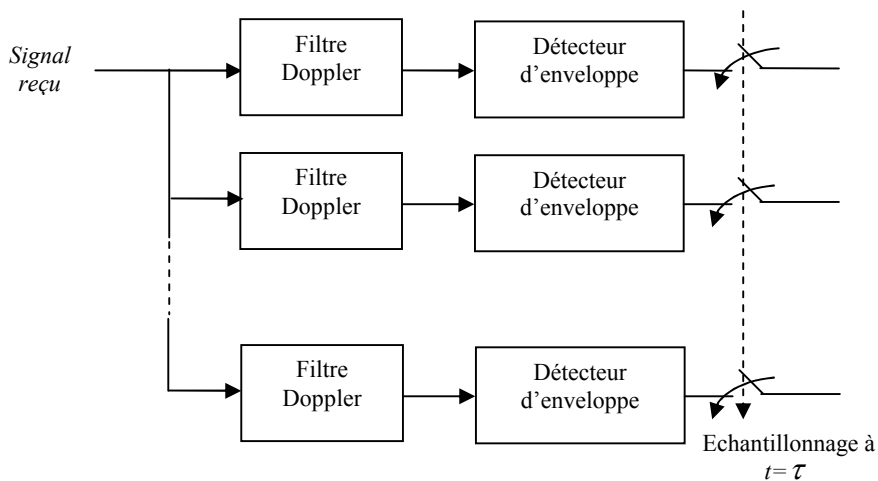 Signal
reçu
Filtre
Doppler
Détecteur
d’enveloppe
Filtre
Doppler
Détecteur
d’enveloppe
Filtre
Doppler
Détecteur
d’enveloppe
Echantillonnage à
t= τ